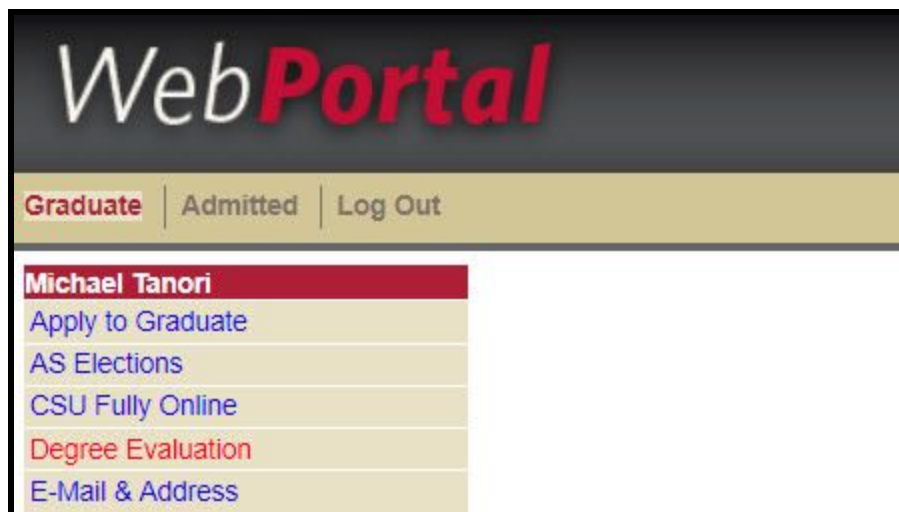 WebPortal
Graduate | Admitted | Log Out
Michael Tanori
Apply to Graduate
AS Elections
CSU Fully Online
Degree Evaluation
E-Mail & Address